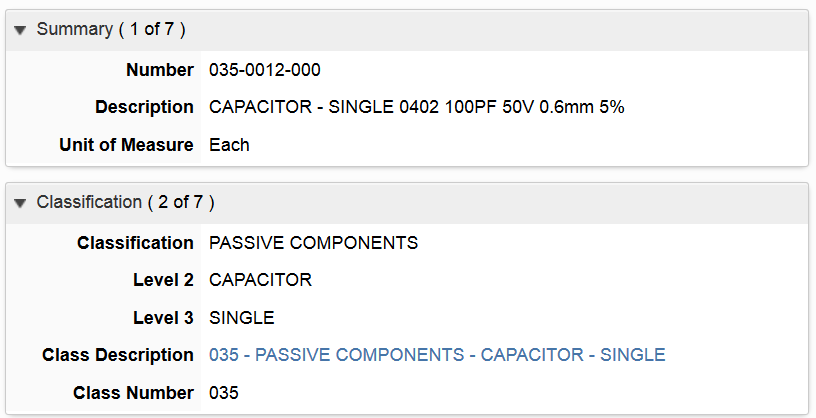 Summary ( 1 of 7 )
Number 035-0012-000
Description CAPACITOR - SINGLE 0402 100PF 50V 0.6mm 5%
Unit of Measure Each
Classification ( 2 of 7 )
Classification PASSIVE COMPONENTS
Level 2 CAPACITOR
Level 3 SINGLE
Class Description 035 - PASSIVE COMPONENTS - CAPACITOR - SINGLE
Class Number 035